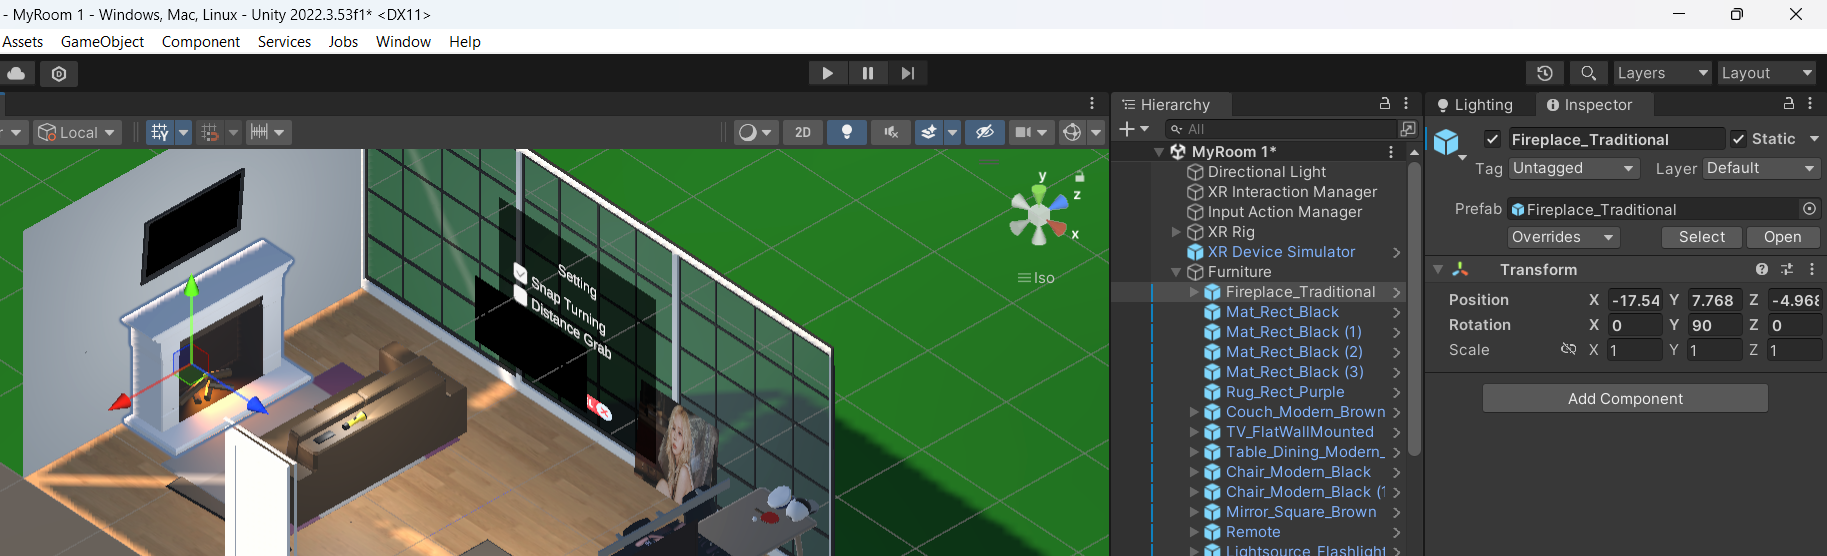 - MyRoom 1 - Windows, Mac, Linux - Unity 2022.3.53f1* <DX11>
Assets GameObject Component Services Jobs Window Help
Layers Layout
Local
2D
Setting
Snap Turning
Distance Grab
y
z
x
Iso
Hierarchy
All
MyRoom 1*
Directional Light
XR Interaction Manager
Input Action Manager
XR Rig
XR Device Simulator
Furniture
Fireplace_Traditional
Mat_Rect_Black
Mat_Rect_Black (1)
Mat_Rect_Black (2)
Mat_Rect_Black (3)
Rug_Rect_Purple
Couch_Modern_Brown
TV_FlatWallMounted
Table_Dining_Modern_
Chair_Modern_Black
Chair_Modern_Black (1
Mirror_Square_Brown
Remote
Lightsource_Flashlight
Lighting Inspector
Fireplace_Traditional Static
Tag Untagged Layer Default
Prefab Fireplace_Traditional
Overrides Select Open
Transform
Position X -17.54 Y 7.768 Z -4.968
Rotation X 0 Y 90 Z 0
Scale X 1 Y 1 Z 1
Add Component